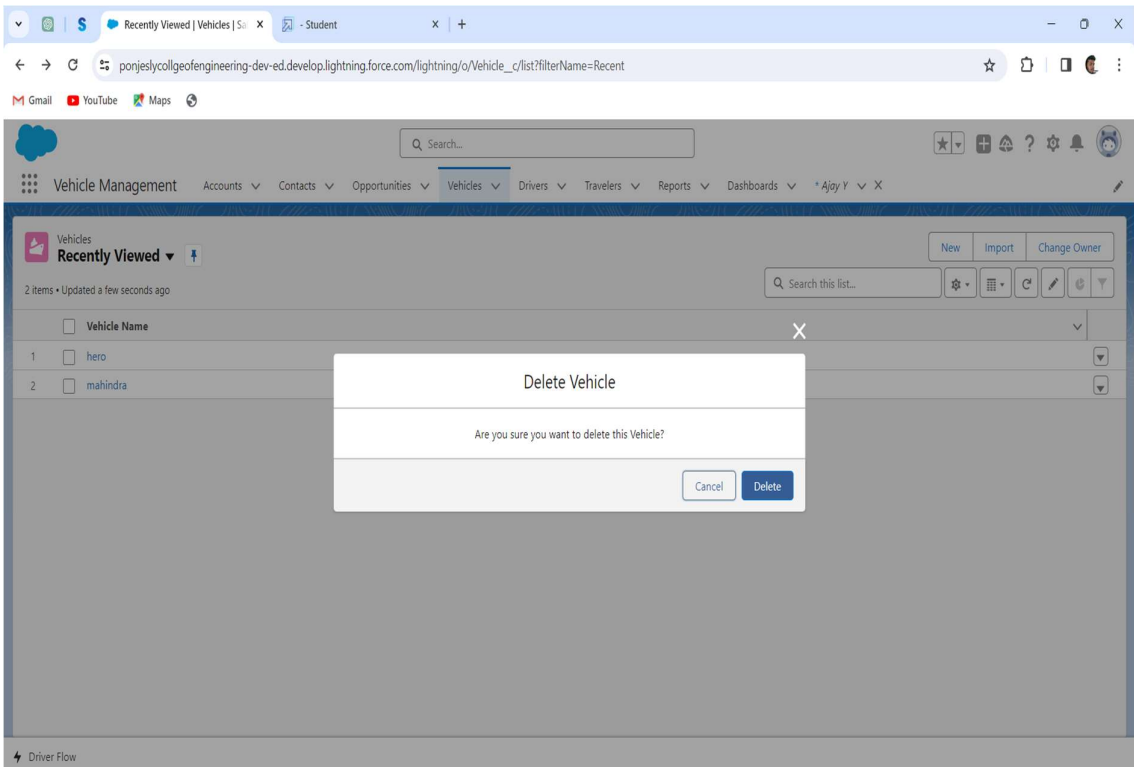 Recently Viewed | Vehicles | Sa
- Student
ponjeslycollgeofengineering-dev-ed.develop.lightning.force.com/lightning/o/Vehicle__c/list?filterName=Recent
Gmail YouTube Maps
Search...
Vehicle Management Accounts Contacts Opportunities Vehicles Drivers Travelers Reports Dashboards * Ajay Y
Vehicles
Recently Viewed
New Import Change Owner
2 items • Updated a few seconds ago
Search this list...
Vehicle Name
1 hero
2 mahindra
Delete Vehicle
Are you sure you want to delete this Vehicle?
Cancel Delete
Driver Flow